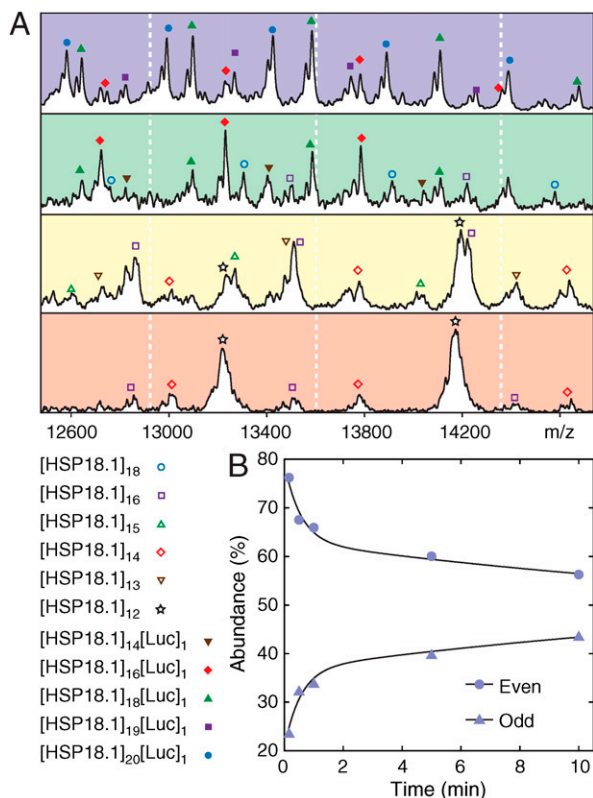 A
12600 13000 13400 13800 14200 m/z
[HSP18.1]18
[HSP18.1]16
[HSP18.1]15
[HSP18.1]14
[HSP18.1]13
[HSP18.1]12
[HSP18.1]14[Luc]1
[HSP18.1]16[Luc]1
[HSP18.1]18[Luc]1
[HSP18.1]19[Luc]1
[HSP18.1]20[Luc]1
B
Abundance (%)
80
70
60
50
40
30
20
Even
Odd
0 2 4 6 8 10
Time (min)